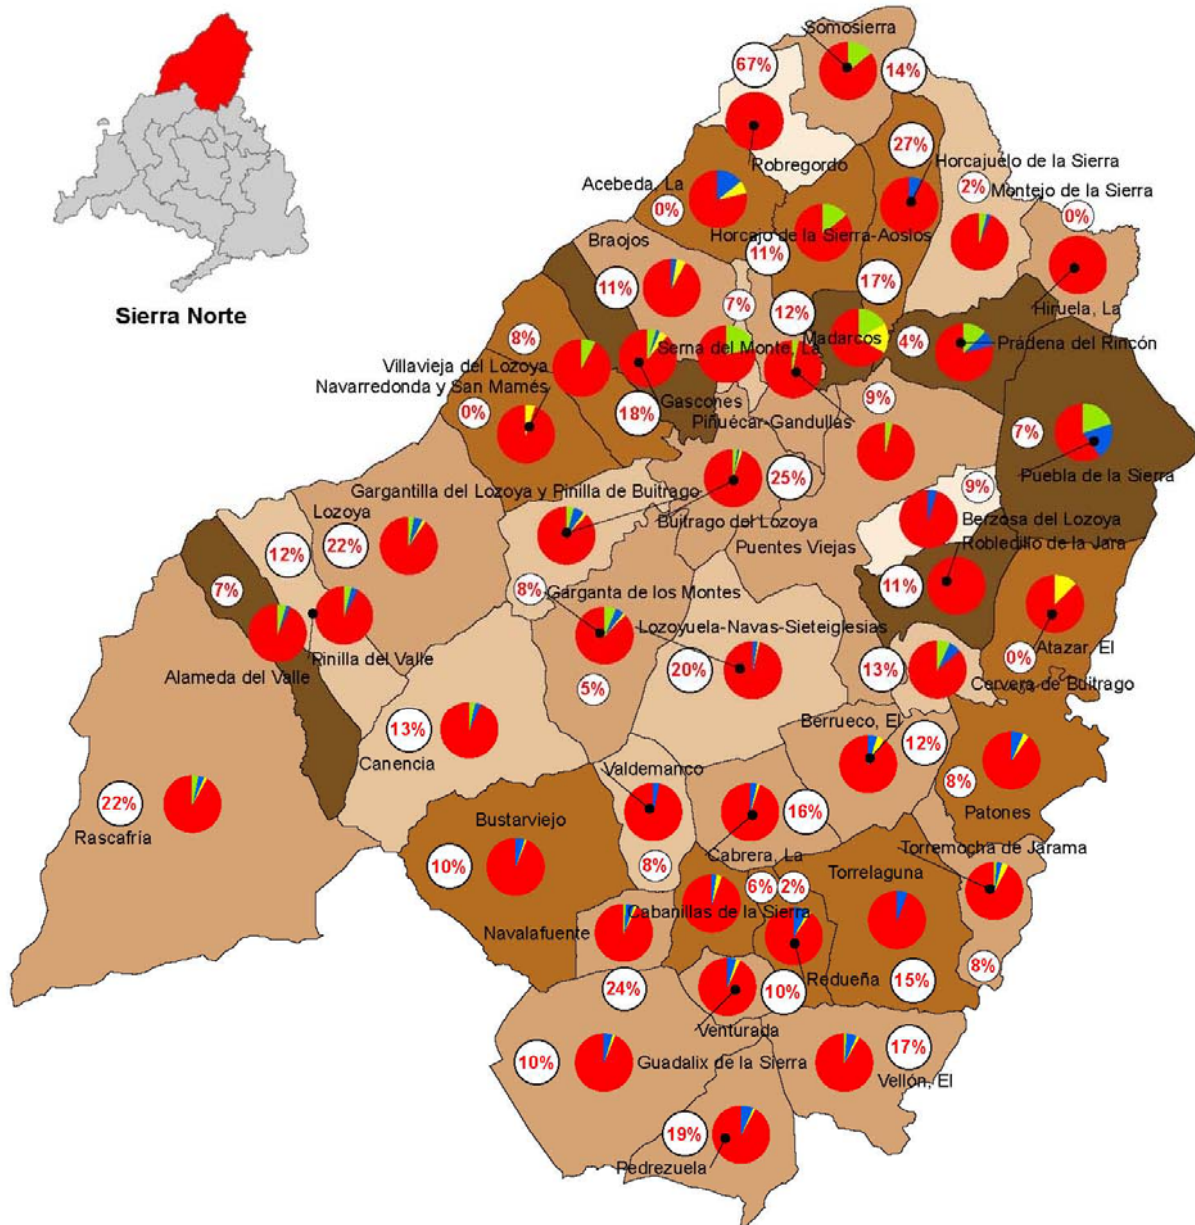 Somosierra
67%
14%
27%
Robregordo
Horcajuelo de la Sierra
Acebeda, La
2%
Montejo de la Sierra
0%
0%
Horcajo de la Sierra-Aoslos
Braojos
11%
17%
11%
7%
12%
Hiruela, La
Sierra Norte
8%
Madarcos
4%
Prádena del Rincón
Serna del Monte, La
Villavieja del Lozoya
Navarredonda y San Mamés
Gascones
9%
0%
18%
Piñuécar-Gandullas
7%
Puebla de la Sierra
Gargantilla del Lozoya y Pinilla de Buitrago
25%
9%
Lozoya
Buitrago del Lozoya
Berzosa del Lozoya
12%
22%
Puentes Viejas
Robledillo de la Jara
7%
8%
Garganta de los Montes
11%
Lozoyuela-Navas-Sieteiglesias
Pinilla del Valle
0%
Atazar, El
Alameda del Valle
20%
13%
Cervera de Buitrago
5%
13%
Berrueco, El
12%
Canencia
Valdemanco
8%
22%
16%
Patones
Rascafría
Bustarviejo
Torremocha de Jarama
10%
8%
Cabrera, La
Torrelaguna
6%
2%
Cabanillas de la Sierra
Navalafuente
8%
24%
10%
Redueña
15%
Venturada
10%
Guadalix de la Sierra
17%
Vellón, El
19%
Pedrezuela